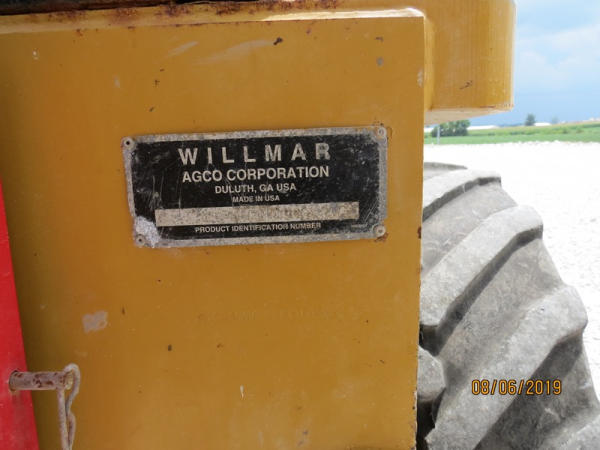 WILLMAR
AGCO CORPORATION
DULUTH, GA USA
MADE IN USA
PRODUCT IDENTIFICATION NUMBER
08/06/2019